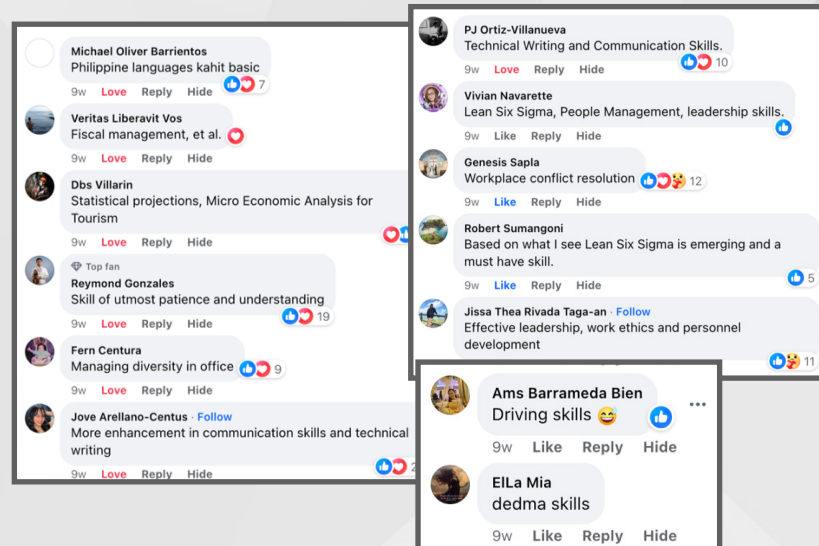 Michael Oliver Barrientos
Philippine languages kahit basic
7
9w Love Reply Hide
Veritas Liberavit Vos
Fiscal management, et al.
9w Love Reply Hide
Dbs Villarin
Statistical projections, Micro Economic Analysis for
Tourism
9w Love Reply Hide
Top fan
Reymond Gonzales
Skill of utmost patience and understanding
19
9w Love Reply Hide
Fern Centura
Managing diversity in office
9
9w Love Reply Hide
Jove Arellano-Centus · Follow
More enhancement in communication skills and technical
writing
9w Love Reply Hide
PJ Ortiz-Villanueva
Technical Writing and Communication Skills.
10
9w Love Reply Hide
Vivian Navarette
Lean Six Sigma, People Management, leadership skills.
9w Like Reply Hide
Genesis Sapla
Workplace conflict resolution
12
9w Like Reply Hide
Robert Sumangoni
Based on what I see Lean Six Sigma is emerging and a
must have skill.
5
9w Like Reply Hide
Jissa Thea Rivada Taga-an · Follow
Effective leadership, work ethics and personnel
development
11
Ams Barrameda Bien
Driving skills 😅
9w Like Reply Hide
ElLa Mia
dedma skills
9w Like Reply Hide